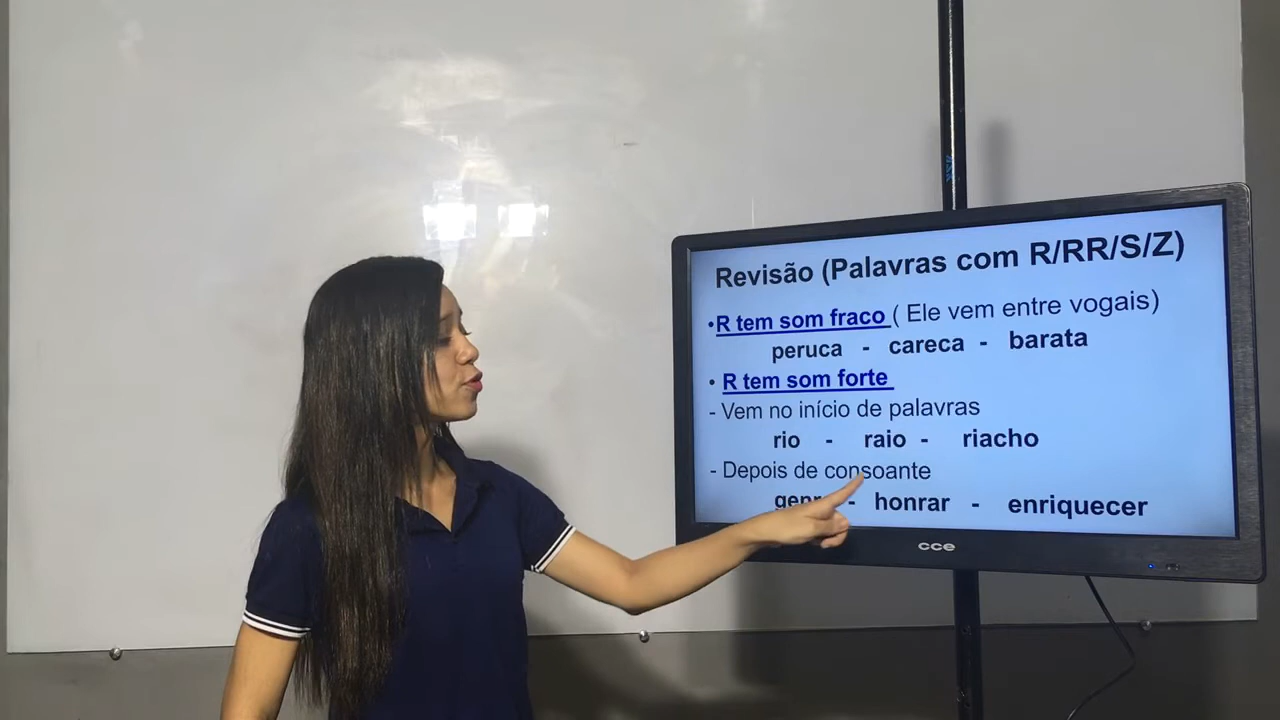 Revisão (Palavras com R/RR/S/Z)
•R tem som fraco ( Ele vem entre vogais)
peruca - careca - barata
• R tem som forte
- Vem no início de palavras
rio - raio - riacho
- Depois de consoante
- honrar - enriquecer
cce